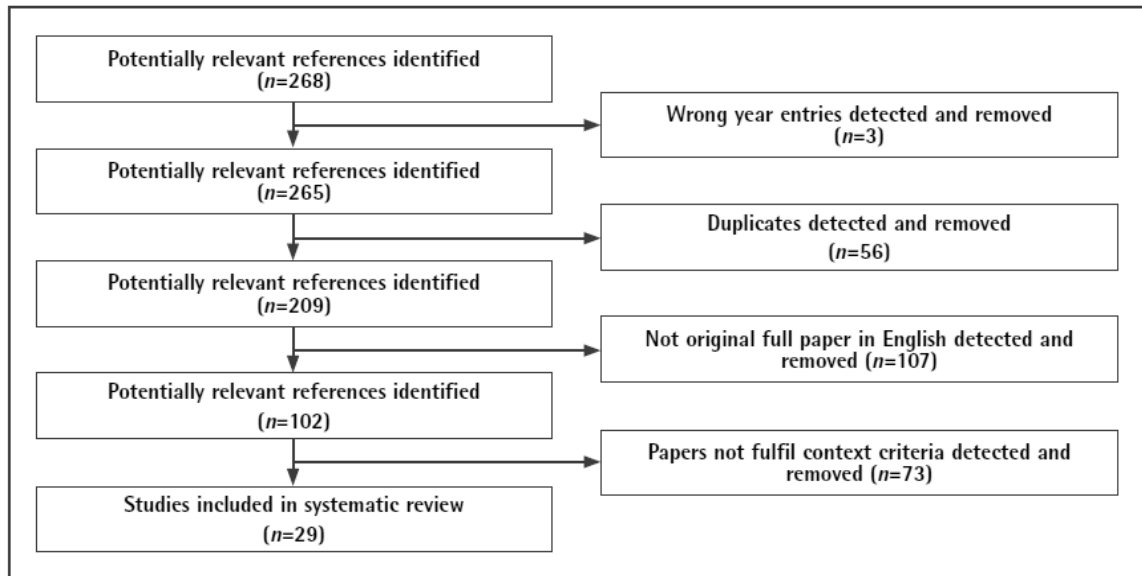 Potentially relevant references identified
(n=268)
Wrong year entries detected and removed
(n=3)
Potentially relevant references identified
(n=265)
Duplicates detected and removed
(n=56)
Potentially relevant references identified
(n=209)
Not original full paper in English detected and
removed (n=107)
Potentially relevant references identified
(n=102)
Papers not fulfil context criteria detected and
removed (n=73)
Studies included in systematic review
(n=29)